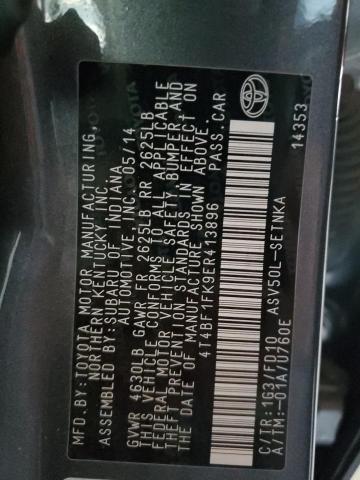 MFD.BY:TOYOTA MOTOR MANUFACTURING,
NORTHERN KENTUCKY, INC.
ASSEMBLED BY: SUBARU OF INDIANA
AUTOMOTIVE, INC. 05/14
GVWR 4630LB GAWR FR 2625LB RR 2625LB
THIS VEHICLE CONFORMS TO ALL APPLICABLE
FEDERAL MOTOR VEHICLE SAFETY, BUMPER, AND
THEFT PREVENTION STANDARDS IN EFFECT ON
THE DATE OF MANUFACTURE SHOWN ABOVE.
4T4BF1FK9ER413896 PASS.CAR
C/TR:1G3/FD10 ASV50L-SETNKA
A/TM:-01A/U760E 14353
TOYOTA